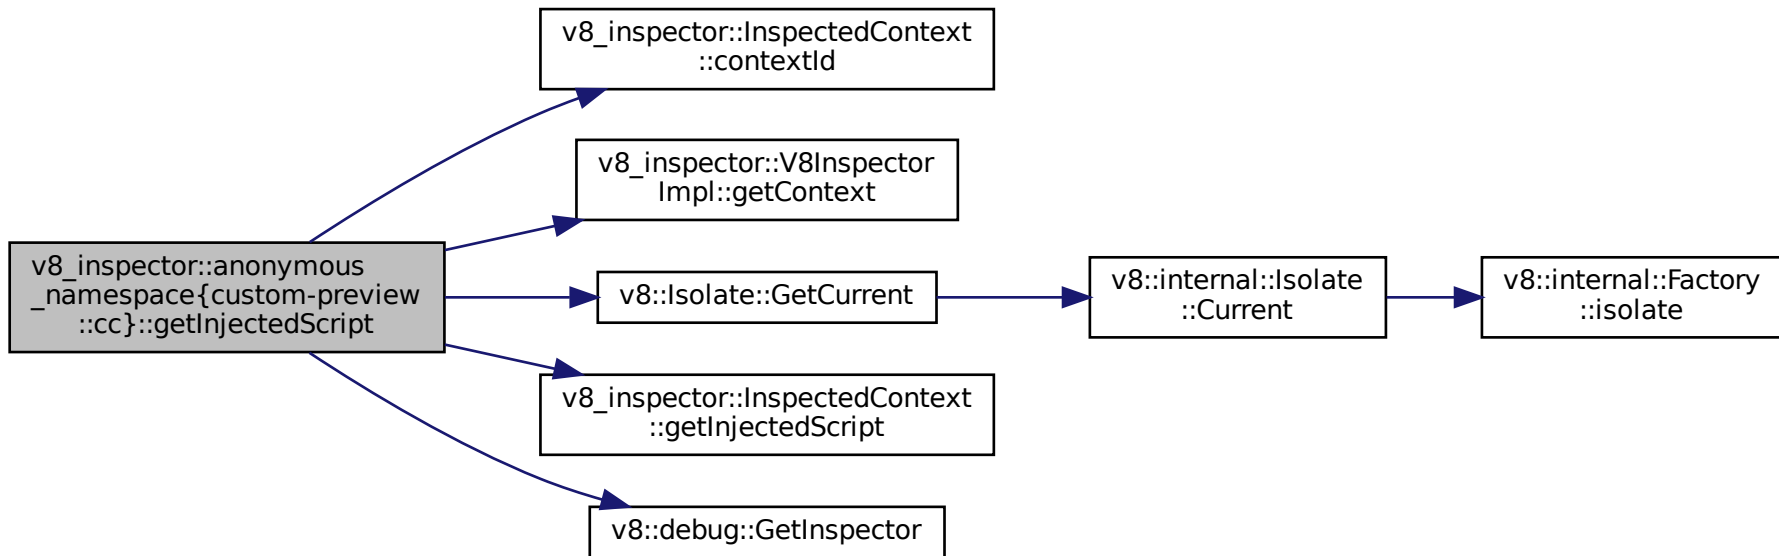 v8_inspector::InspectedContext
::contextId
v8_inspector::V8Inspector
Impl::getContext
v8_inspector::anonymous
_namespace{custom-preview
::cc}::getInjectedScript
v8::Isolate::GetCurrent
v8::internal::Isolate
::Current
v8::internal::Factory
::isolate
v8_inspector::InspectedContext
::getInjectedScript
v8::debug::GetInspector